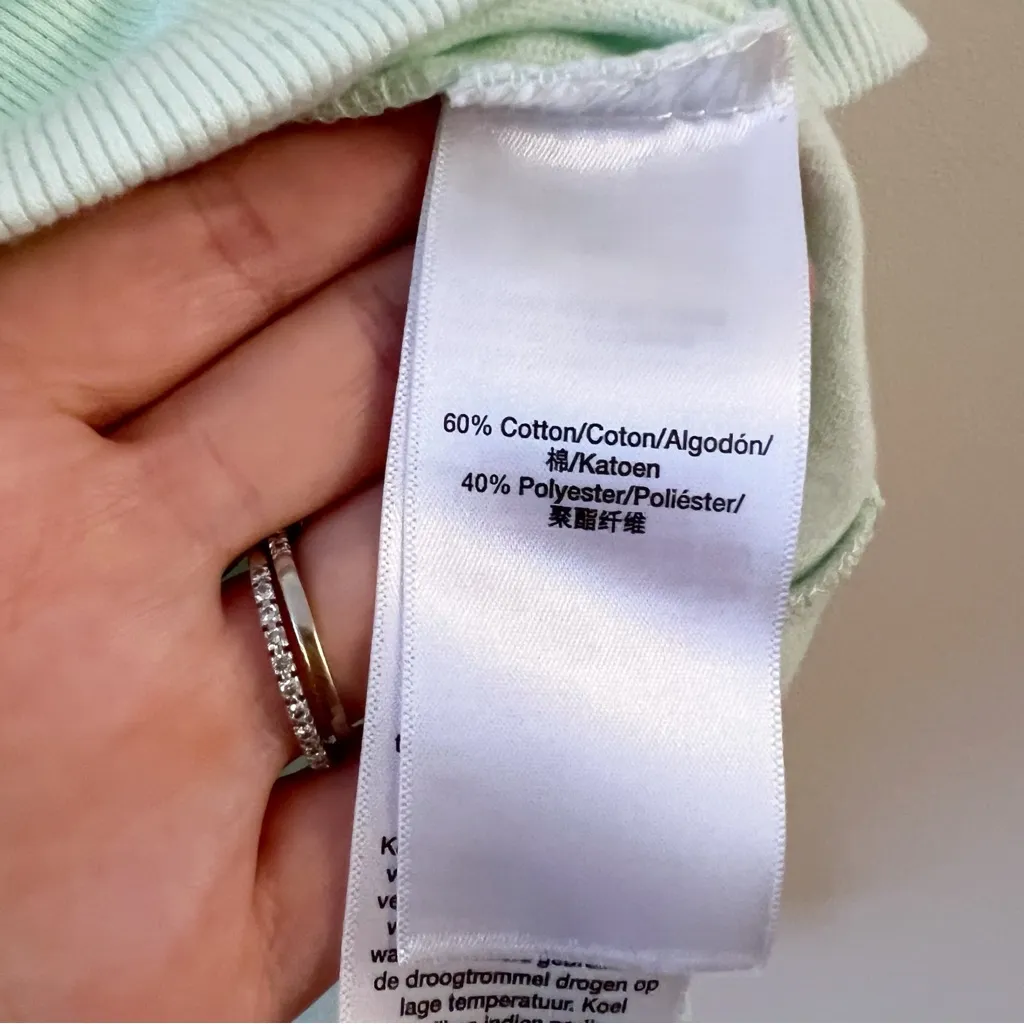 60% Cotton/Coton/Algodón/
棉/Katoen
40% Polyester/Poliéster/
聚酯纤维
de droogtrommel drogen op
lage temperatuur. Koel
indien